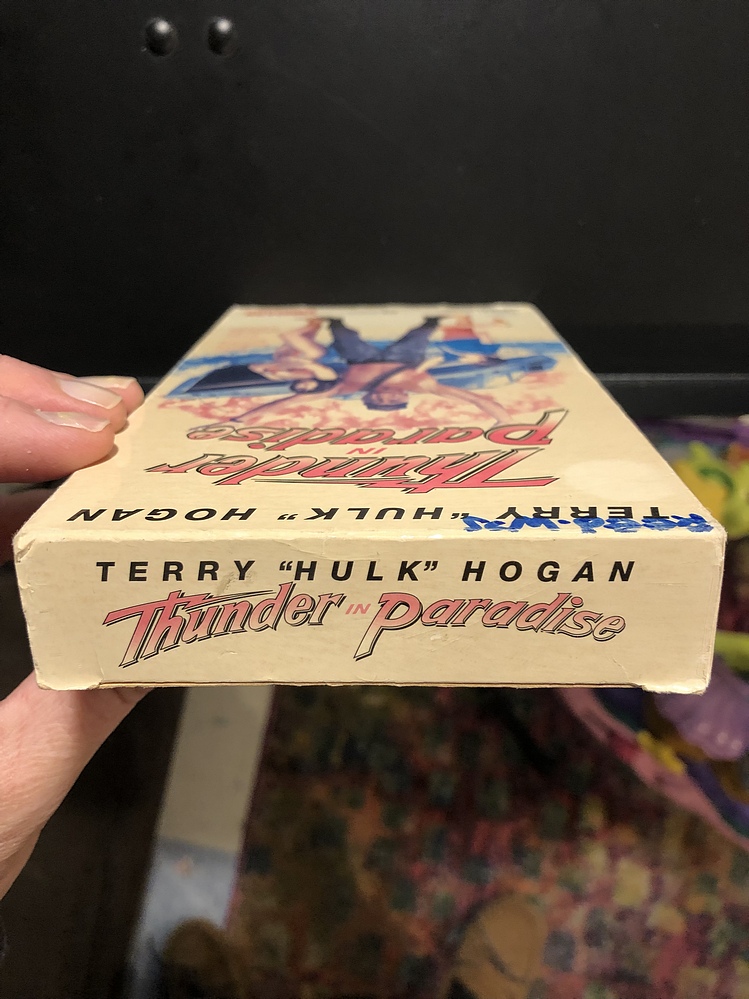 TERRY "HULK" HOGAN
Thunder IN Paradise
TERRY "HULK" HOGAN
Thunder
IN
Paradise